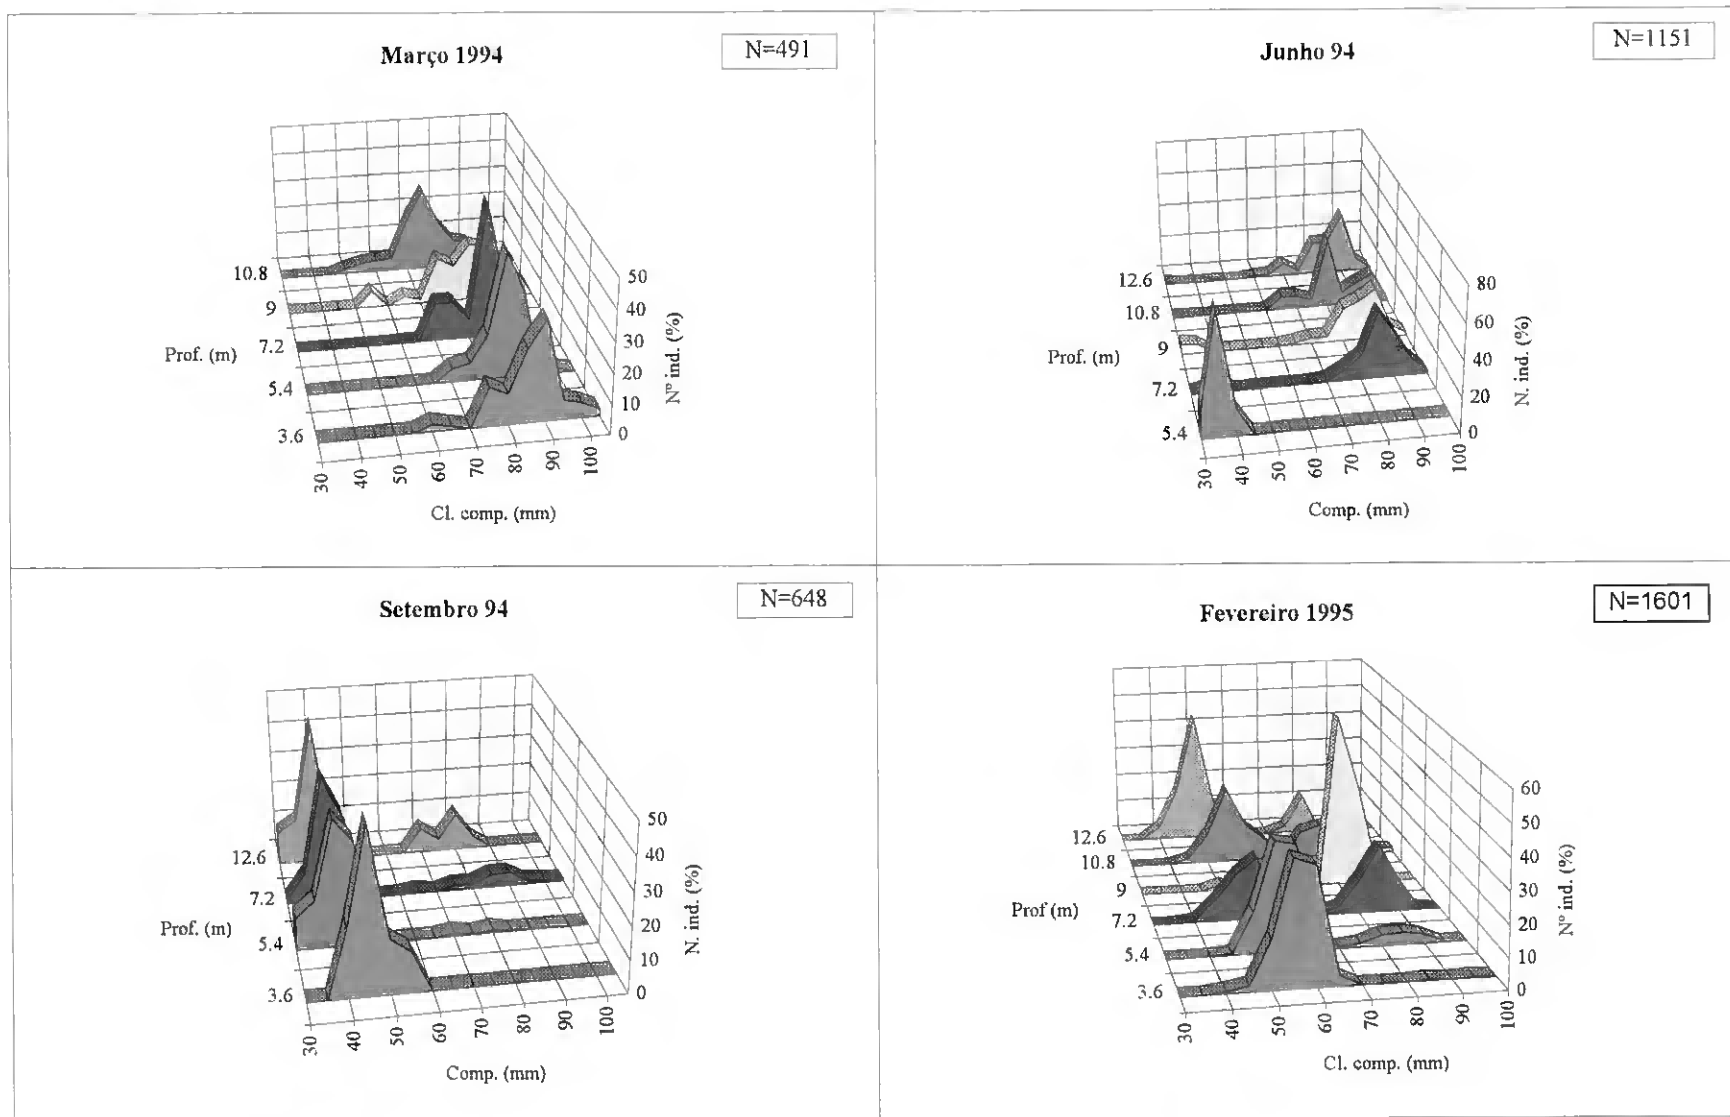 Março 1994
N=491
10.8
9
7.2
5.4
3.6
Prof. (m)
30 40 50 60 70 80 90 100
Cl. comp. (mm)
50
40
30
20
10
0
Nº ind. (%)
Junho 94
N=1151
12.6
10.8
9
7.2
5.4
Prof. (m)
30 40 50 60 70 80 90 100
Comp. (mm)
80
60
40
20
0
N. ind. (%)
Setembro 94
N=648
12.6
7.2
5.4
3.6
Prof. (m)
30 40 50 60 70 80 90 100
Comp. (mm)
50
40
30
20
10
0
N. ind. (%)
Fevereiro 1995
N=1601
12.6
10.8
9
7.2
5.4
3.6
Prof (m)
30 40 50 60 70 80 90 100
Cl. comp. (mm)
60
50
40
30
20
10
0
Nº ind. (%)